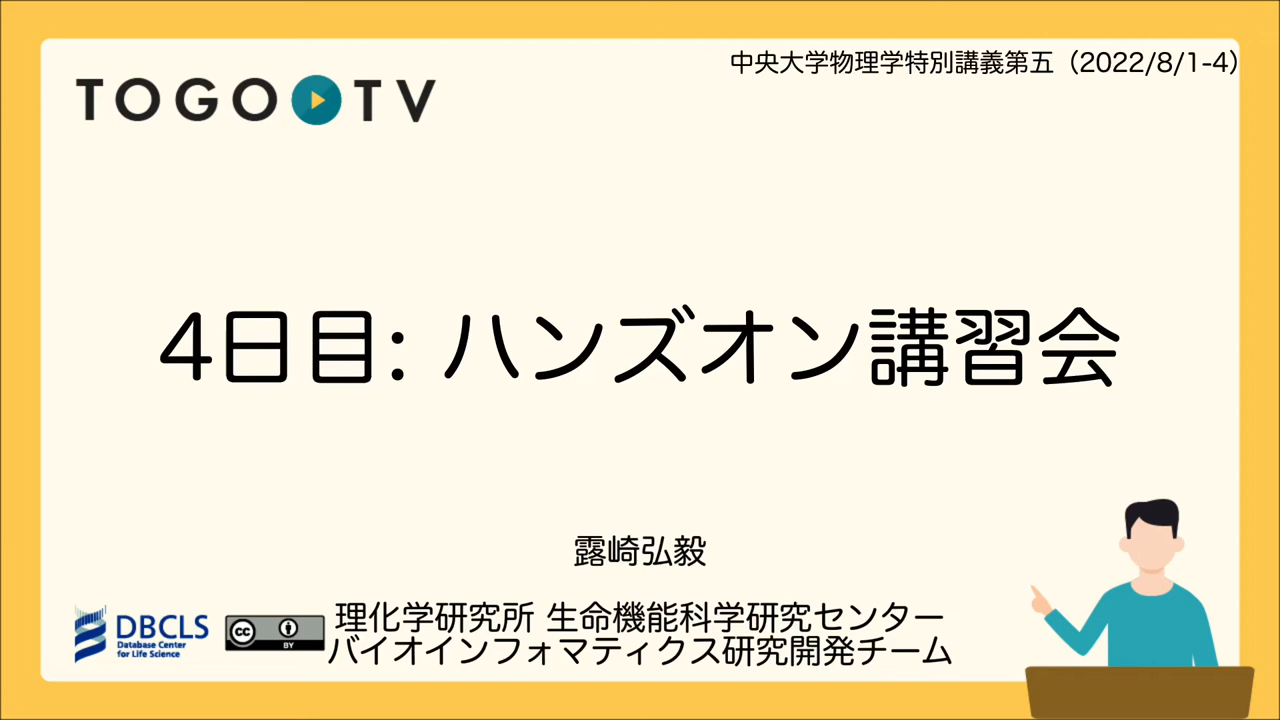 中央大学物理学特別講義第五（2022/8/1-4）
TOGO TV
4日目: ハンズオン講習会
露崎弘毅
理化学研究所 生命機能科学研究センター
バイオインフォマティクス研究開発チーム
DBCLS
Database Center
for Life Science
cc
BY